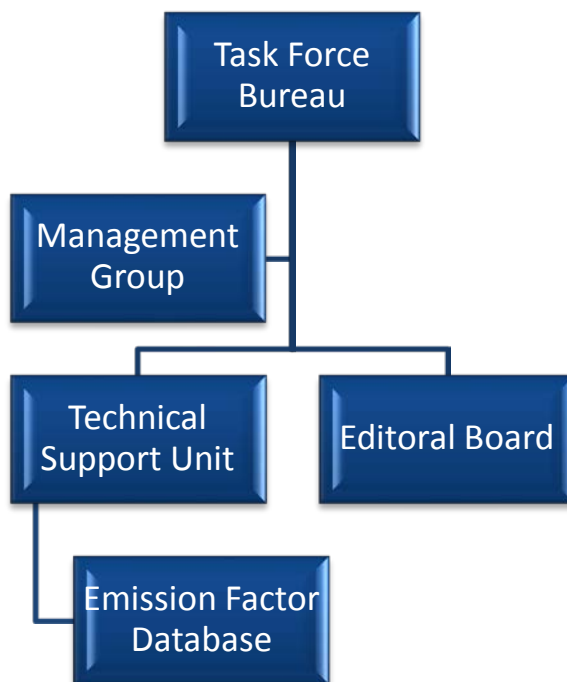 Task Force
Bureau
Management
Group
Technical
Support Unit
Editoral Board
Emission Factor
Database